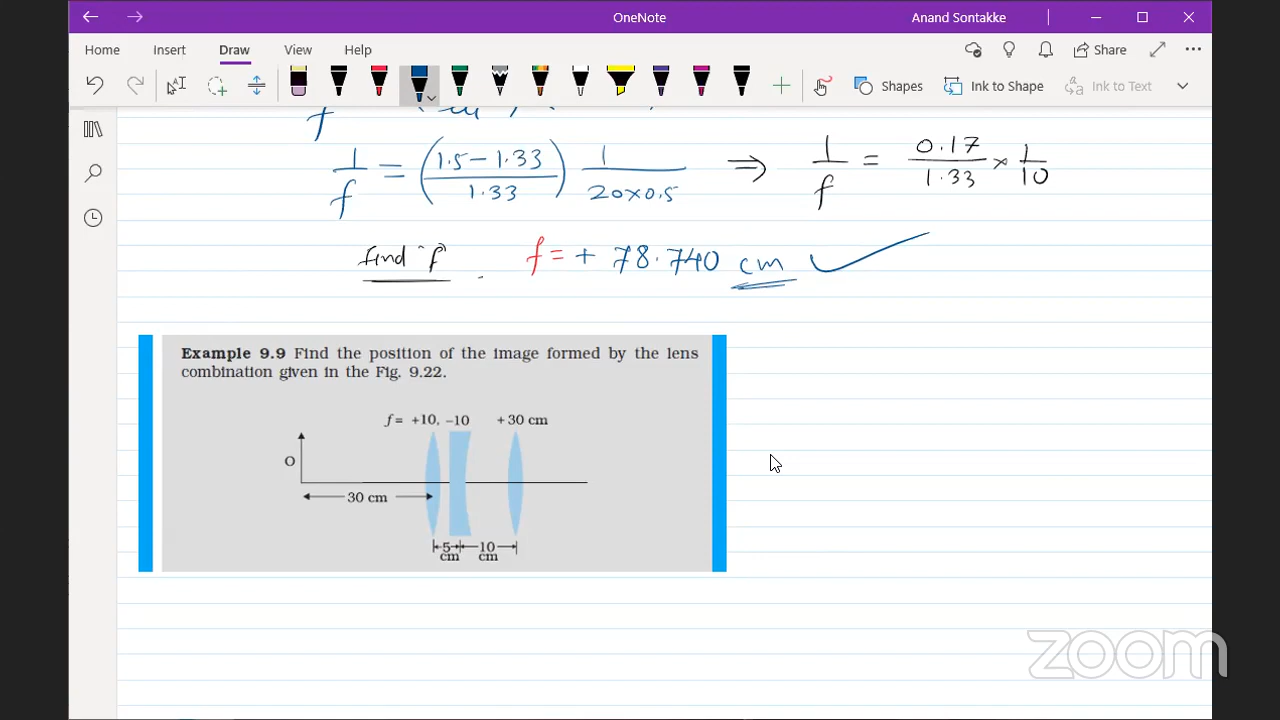 OneNote
Anand Sontakke
Home Insert Draw View Help
Share
Shapes
Ink to Shape
Ink to Text
1/f = (1.5 - 1.33 / 1.33) 1 / 20×0.5 ⇒ 1/f = 0.17 / 1.33 × 1/10
find "f" f = + 78.740 cm ✓
Example 9.9 Find the position of the image formed by the lens
combination given in the Fig. 9.22.
f = +10, –10 +30 cm
O
30 cm
5 cm
10 cm
zoom